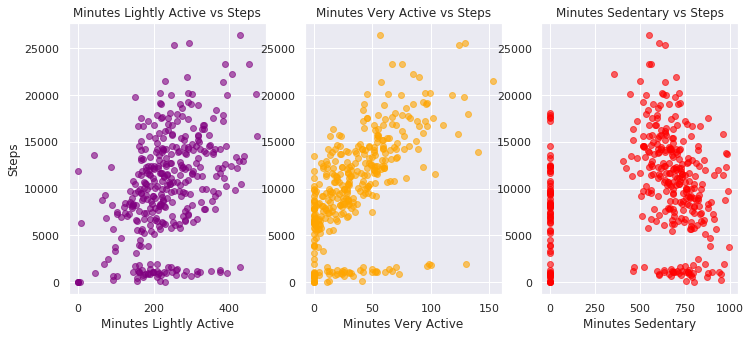 Minutes Lightly Active vs Steps
Steps
25000
20000
15000
10000
5000
0
0 200 400
Minutes Lightly Active
Minutes Very Active vs Steps
25000
20000
15000
10000
5000
0
0 50 100 150
Minutes Very Active
Minutes Sedentary vs Steps
25000
20000
15000
10000
5000
0
0 250 500 750 1000
Minutes Sedentary